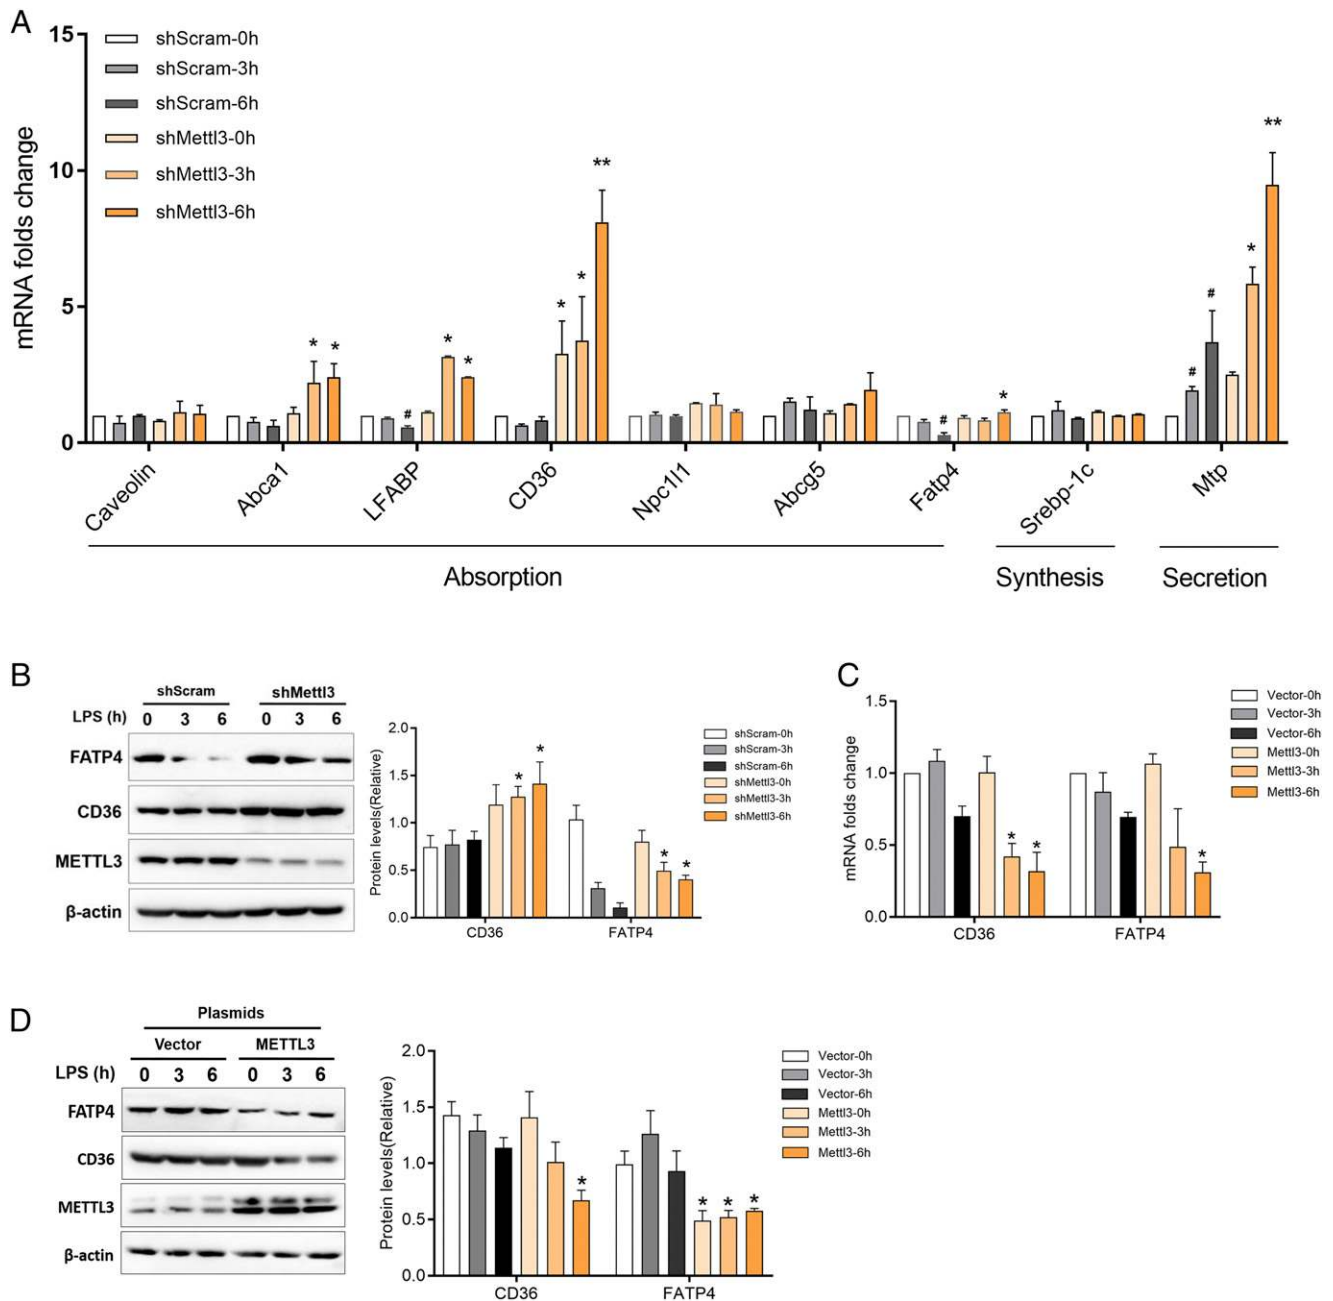 A
15
10
5
0
mRNA folds change
shScram-0h
shScram-3h
shScram-6h
shMettl3-0h
shMettl3-3h
shMettl3-6h
* *
# * *
* * **
# *
# # * **
Caveolin
Abca1
LFABP
CD36
Npc1l1
Abcg5
Fatp4
Srebp-1c
Mtp
Absorption
Synthesis
Secretion
B
shScram shMettl3
LPS (h) 0 3 6 0 3 6
FATP4
CD36
METTL3
β-actin
Protein levels(Relative)
2.0
1.5
1.0
0.5
0.0
* *
* *
CD36 FATP4
shScram-0h
shScram-3h
shScram-6h
shMettl3-0h
shMettl3-3h
shMettl3-6h
C
mRNA folds change
1.5
1.0
0.5
0.0
* *
*
CD36 FATP4
Vector-0h
Vector-3h
Vector-6h
Mettl3-0h
Mettl3-3h
Mettl3-6h
D
Plasmids
Vector METTL3
LPS (h) 0 3 6 0 3 6
FATP4
CD36
METTL3
β-actin
Protein levels(Relative)
2.0
1.5
1.0
0.5
0.0
*
* * *
CD36 FATP4
Vector-0h
Vector-3h
Vector-6h
Mettl3-0h
Mettl3-3h
Mettl3-6h